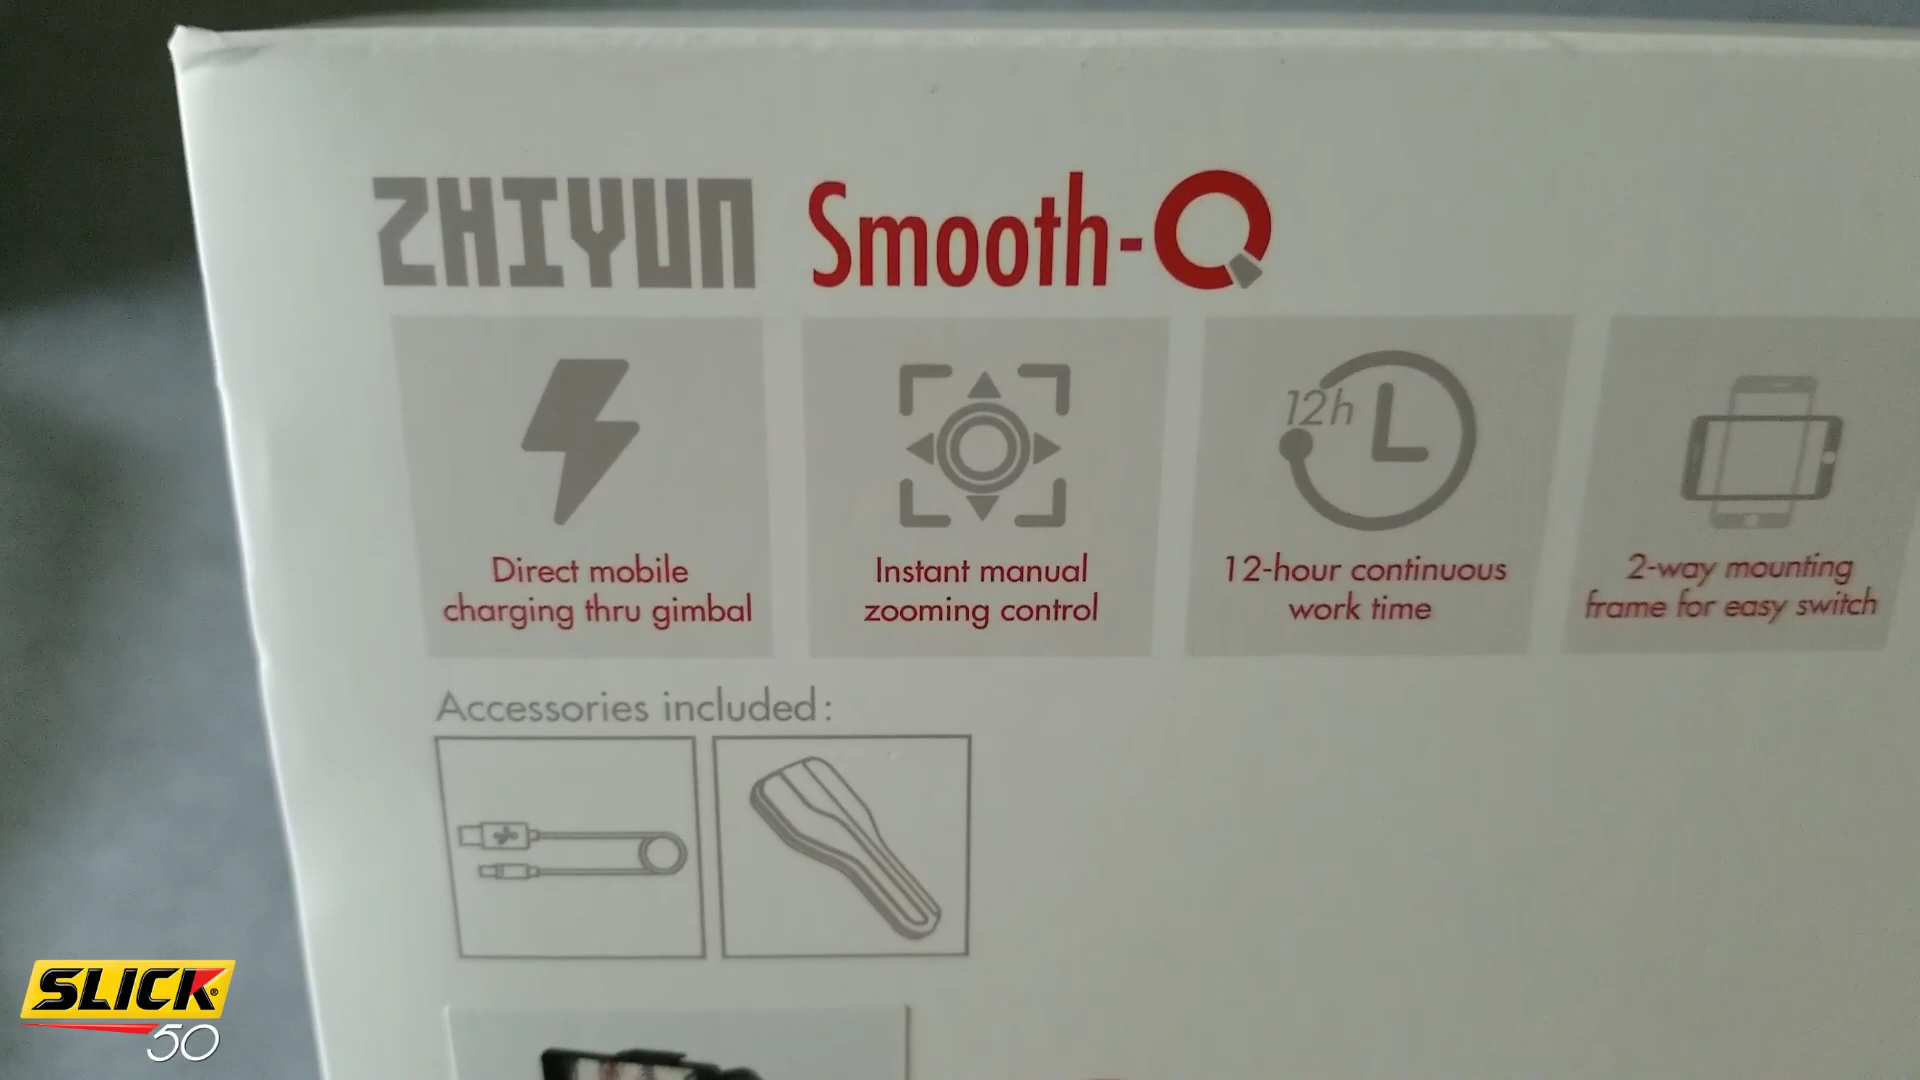 ZHIYUN Smooth-Q
12h
Direct mobile
charging thru gimbal
Instant manual
zooming control
12-hour continuous
work time
2-way mounting
frame for easy switch
Accessories included:
SLICK®
50